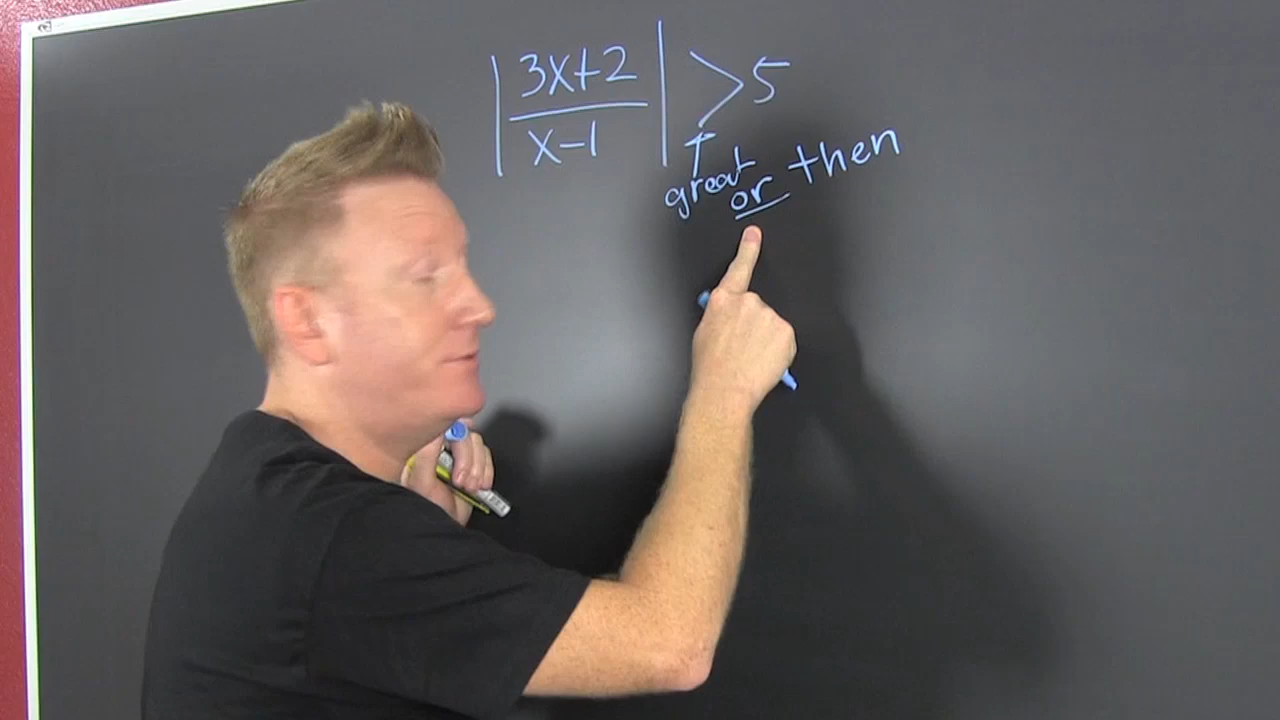 |3x+2 / x-1| > 5
great or then